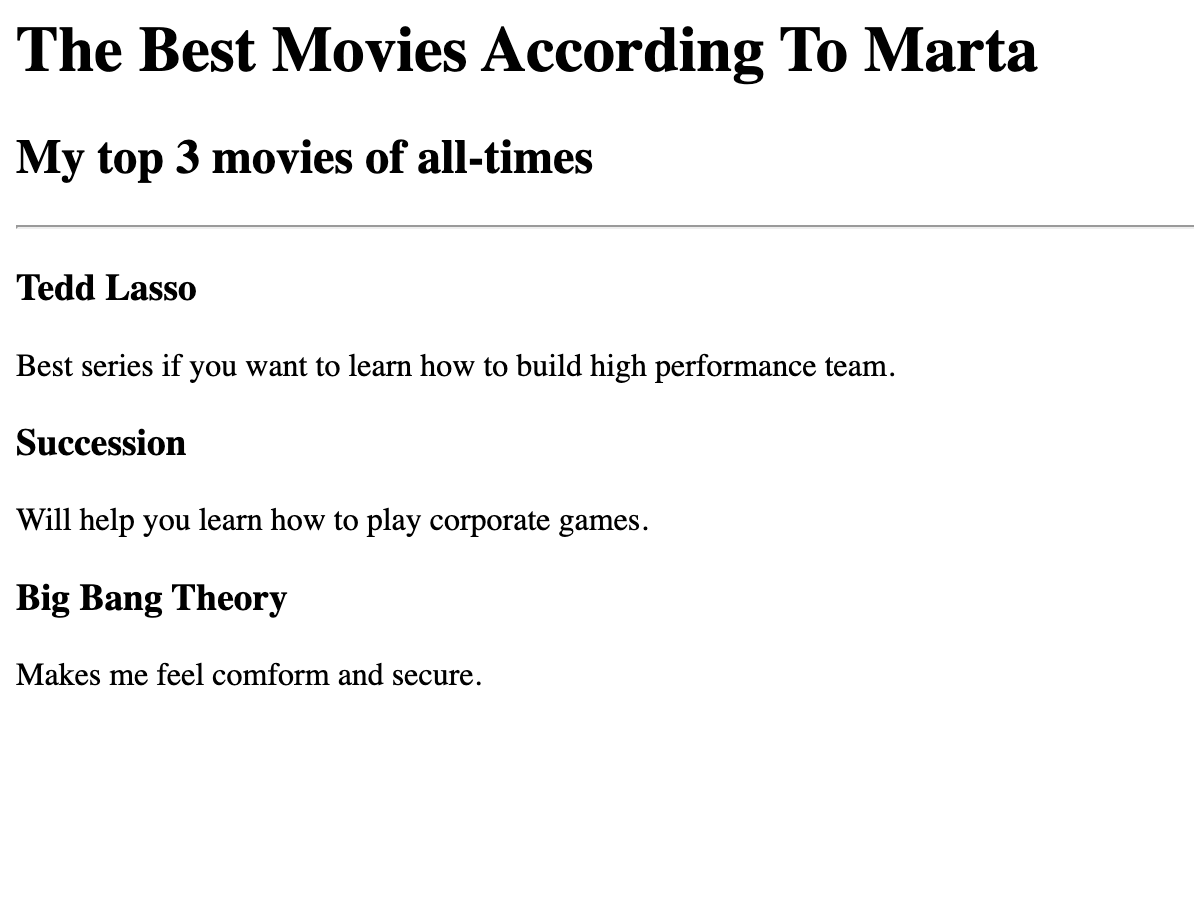 The Best Movies According To Marta
My top 3 movies of all-times
Tedd Lasso
Best series if you want to learn how to build high performance team.
Succession
Will help you learn how to play corporate games.
Big Bang Theory
Makes me feel comform and secure.